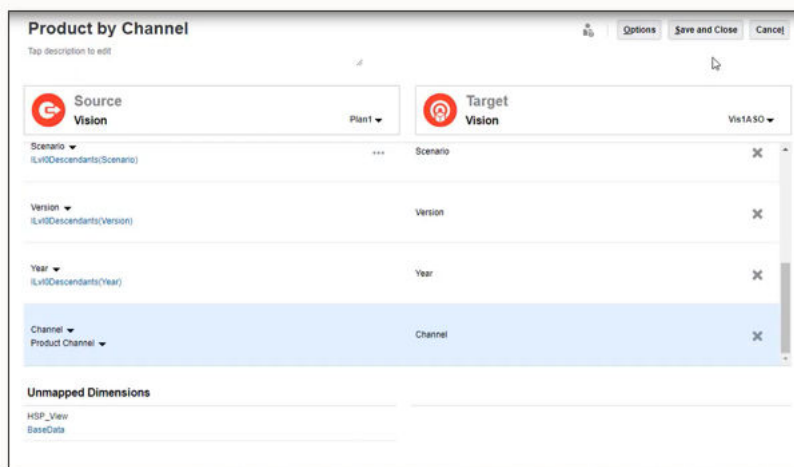 Product by Channel
Options Save and Close Cancel
Tap description to edit
Source
Vision Plan1
Target
Vision Vis1ASO
Scenario
ILvl0Descendants(Scenario)
Scenario
Version
ILvl0Descendants(Version)
Version
Year
ILvl0Descendants(Year)
Year
Channel
Product Channel
Channel
Unmapped Dimensions
HSP_View
BaseData